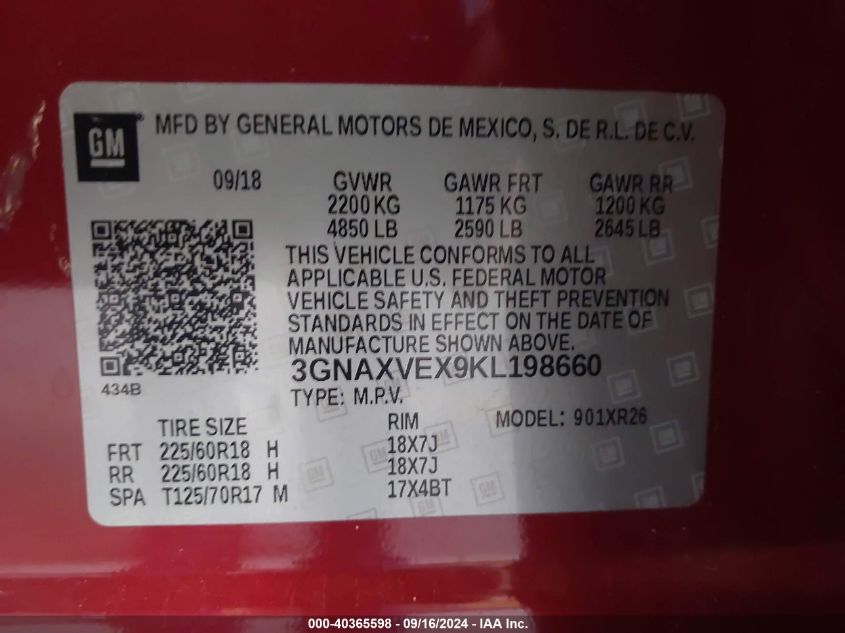 GM ® MFD BY GENERAL MOTORS DE MEXICO, S. DE R.L. DE C.V.
09/18 GVWR GAWR FRT GAWR RR
2200 KG 1175 KG 1200 KG
4850 LB 2590 LB 2645 LB
THIS VEHICLE CONFORMS TO ALL
APPLICABLE U.S. FEDERAL MOTOR
VEHICLE SAFETY AND THEFT PREVENTION
STANDARDS IN EFFECT ON THE DATE OF
MANUFACTURE SHOWN ABOVE.
3GNAXVEX9KL198660
434B
TYPE: M.P.V.
TIRE SIZE RIM MODEL: 901XR26
FRT 225/60R18 H 18X7J
RR 225/60R18 H 18X7J
SPA T125/70R17 M 17X4BT
000-40365598 - 09/16/2024 - IAA Inc.